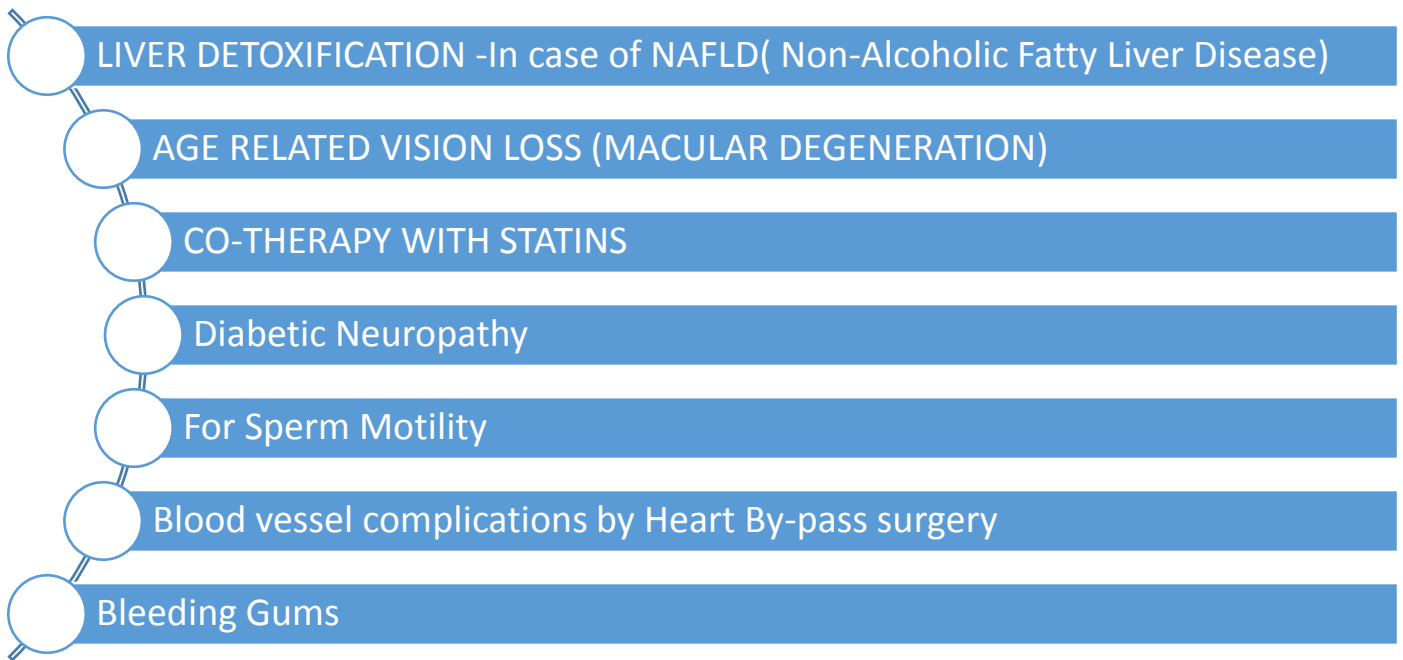 LIVER DETOXIFICATION -In case of NAFLD( Non-Alcoholic Fatty Liver Disease)
AGE RELATED VISION LOSS (MACULAR DEGENERATION)
CO-THERAPY WITH STATINS
Diabetic Neuropathy
For Sperm Motility
Blood vessel complications by Heart By-pass surgery
Bleeding Gums